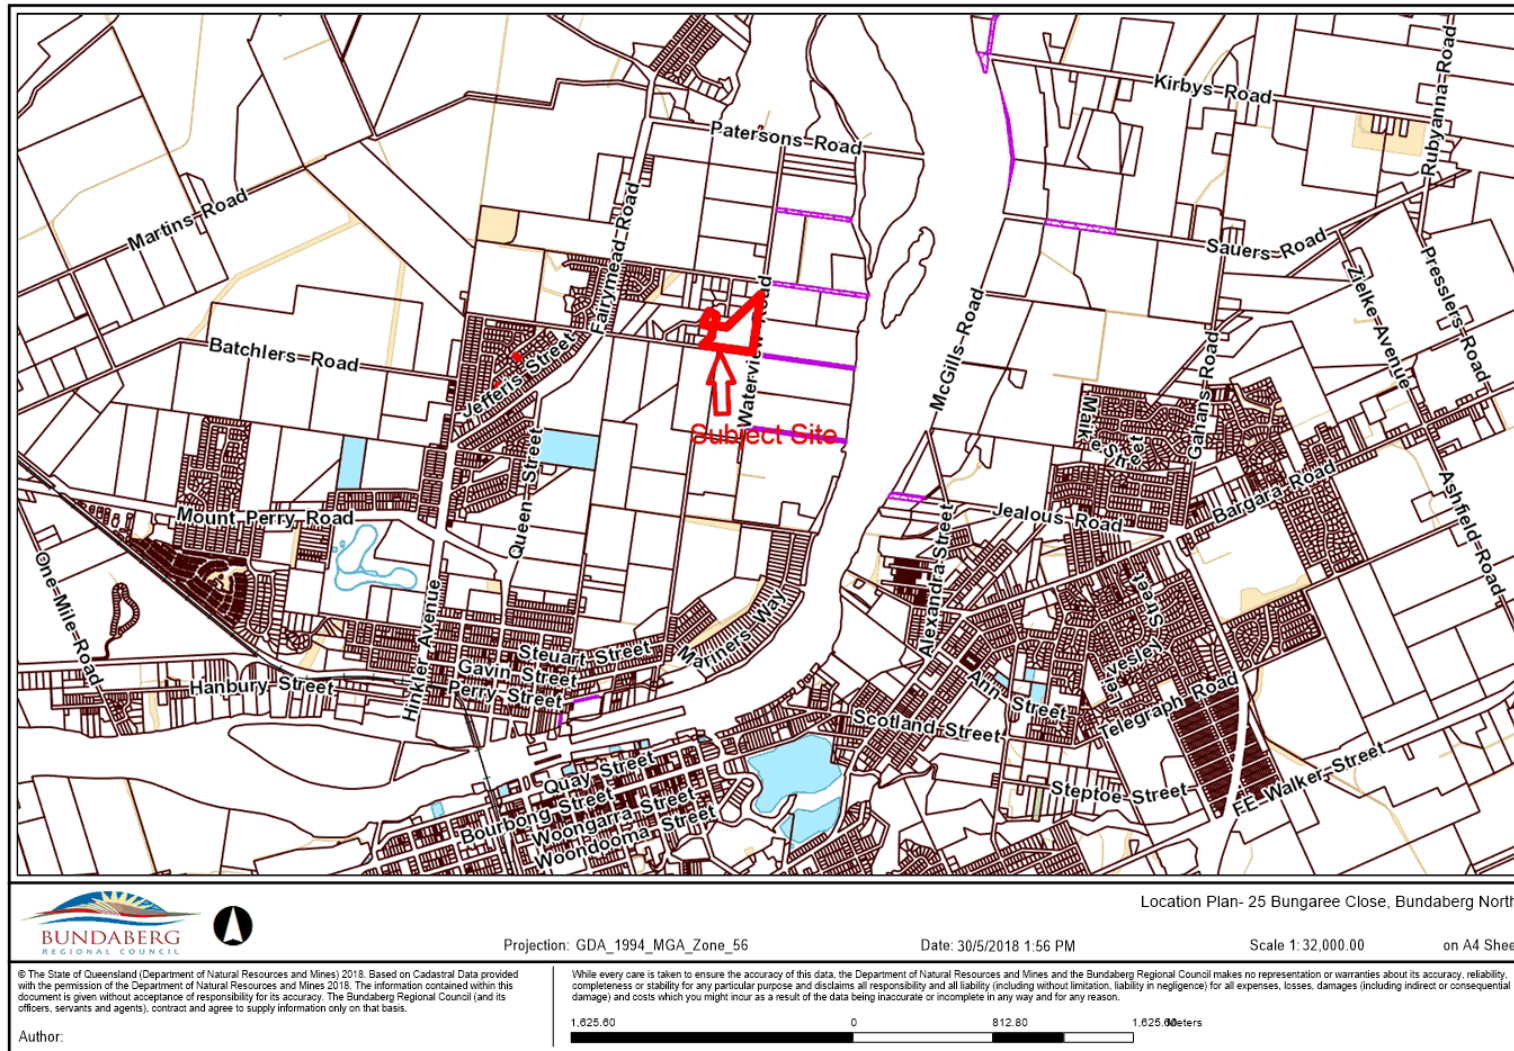 Kirbys Road
Rubyanna Road
Patersons Road
Martins Road
Fairymead Road
Sauers Road
Zielke Avenue
Presslers Road
Waterview Road
McGills Road
Batchlers Road
Jefferis Street
Gahans Road
Subject Site
Queen Street
Bargara Road
Ashfield Road
Mount Perry Road
Jealous Road
One Mile Road
Alexandra Street
Hinkler Avenue
Mariners Way
Steuart Street
Gavin Street
Perry Street
Hanbury Street
Ann Street
Scotland Street
Telegraph Road
Steptoe Street
FE Walker Street
Quay Street
Bourbong Street
Woongarra Street
Woondooma Street
Location Plan- 25 Bungaree Close, Bundaberg North
BUNDABERG
REGIONAL COUNCIL
Projection: GDA_1994_MGA_Zone_56
Date: 30/5/2018 1:56 PM
Scale 1:32,000.00
on A4 Shee
© The State of Queensland (Department of Natural Resources and Mines) 2018. Based on Cadastral Data provided
with the permission of the Department of Natural Resources and Mines 2018. The information contained within this
document is given without acceptance of responsibility for its accuracy. The Bundaberg Regional Council (and its
officers, servants and agents), contract and agree to supply information only on that basis.
Author:
While every care is taken to ensure the accuracy of this data, the Department of Natural Resources and Mines and the Bundaberg Regional Council makes no representation or warranties about its accuracy, reliability,
completeness or stability for any particular purpose and disclaims all responsibility and all liability (including without limitation, liability in negligence) for all expenses, losses, damages (including indirect or consequential
damage) and costs which you might incur as a result of the data being inaccurate or incomplete in any way and for any reason.
1,625.60
0
812.80
1,625.60
Meters